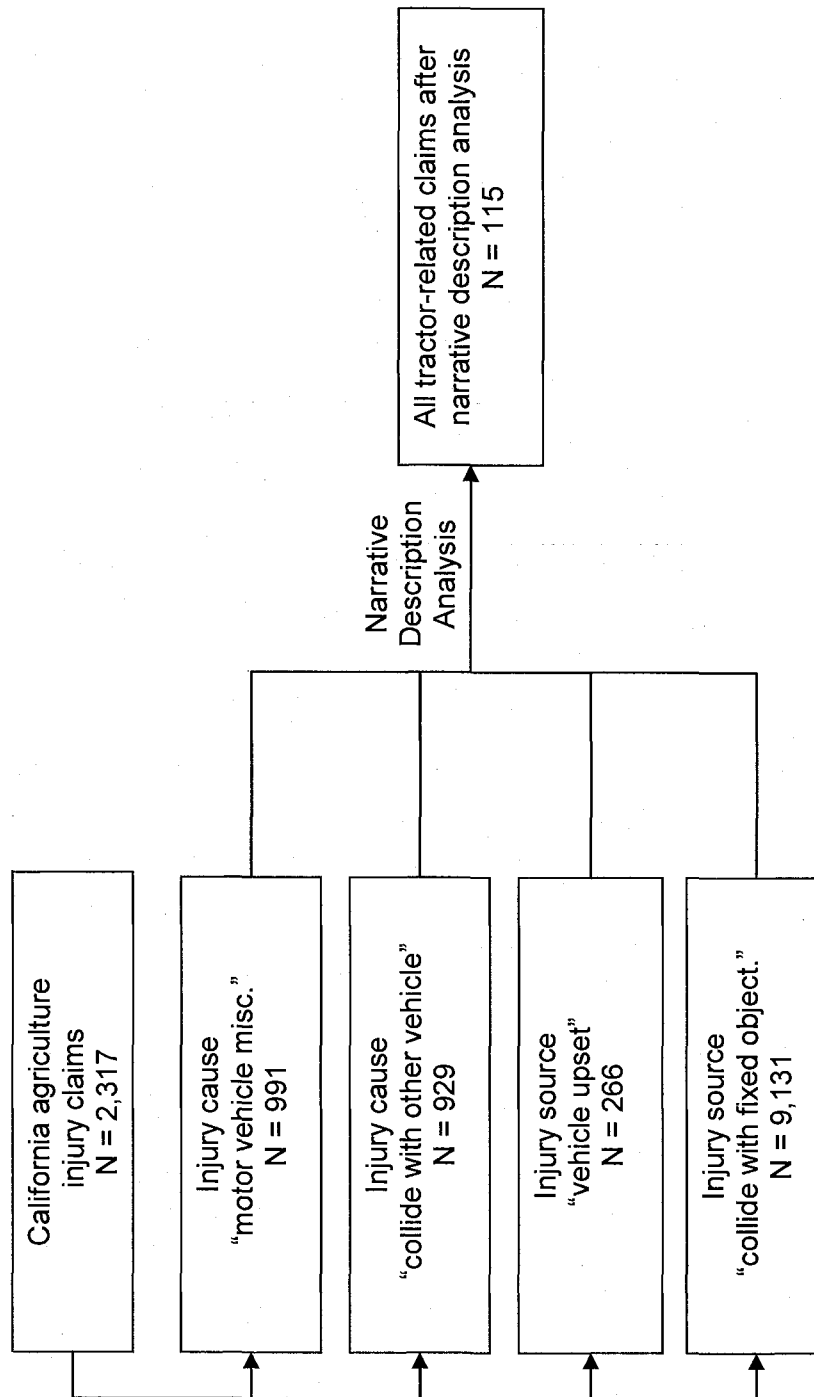 California agriculture
injury claims
N = 2,317
Injury cause
“motor vehicle misc.”
N = 991
Injury cause
“collide with other vehicle”
N = 929
Injury source
“vehicle upset”
N = 266
Injury source
“collide with fixed object.”
N = 9,131
Narrative
Description
Analysis
All tractor-related claims after
narrative description analysis
N = 115